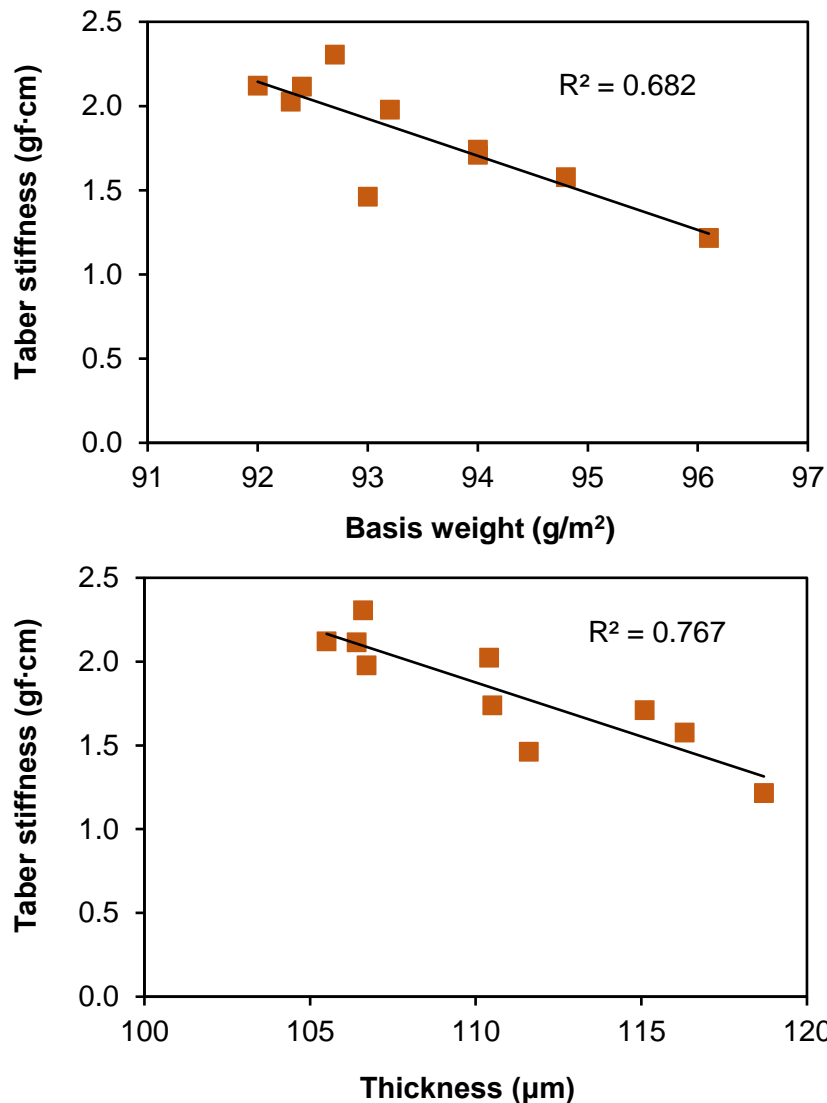 2.5
2.0
1.5
1.0
0.5
0.0
Taber stiffness (gf·cm)
R² = 0.682
91 92 93 94 95 96 97
Basis weight (g/m²)
2.5
2.0
1.5
1.0
0.5
0.0
Taber stiffness (gf·cm)
R² = 0.767
100 105 110 115 120
Thickness (µm)